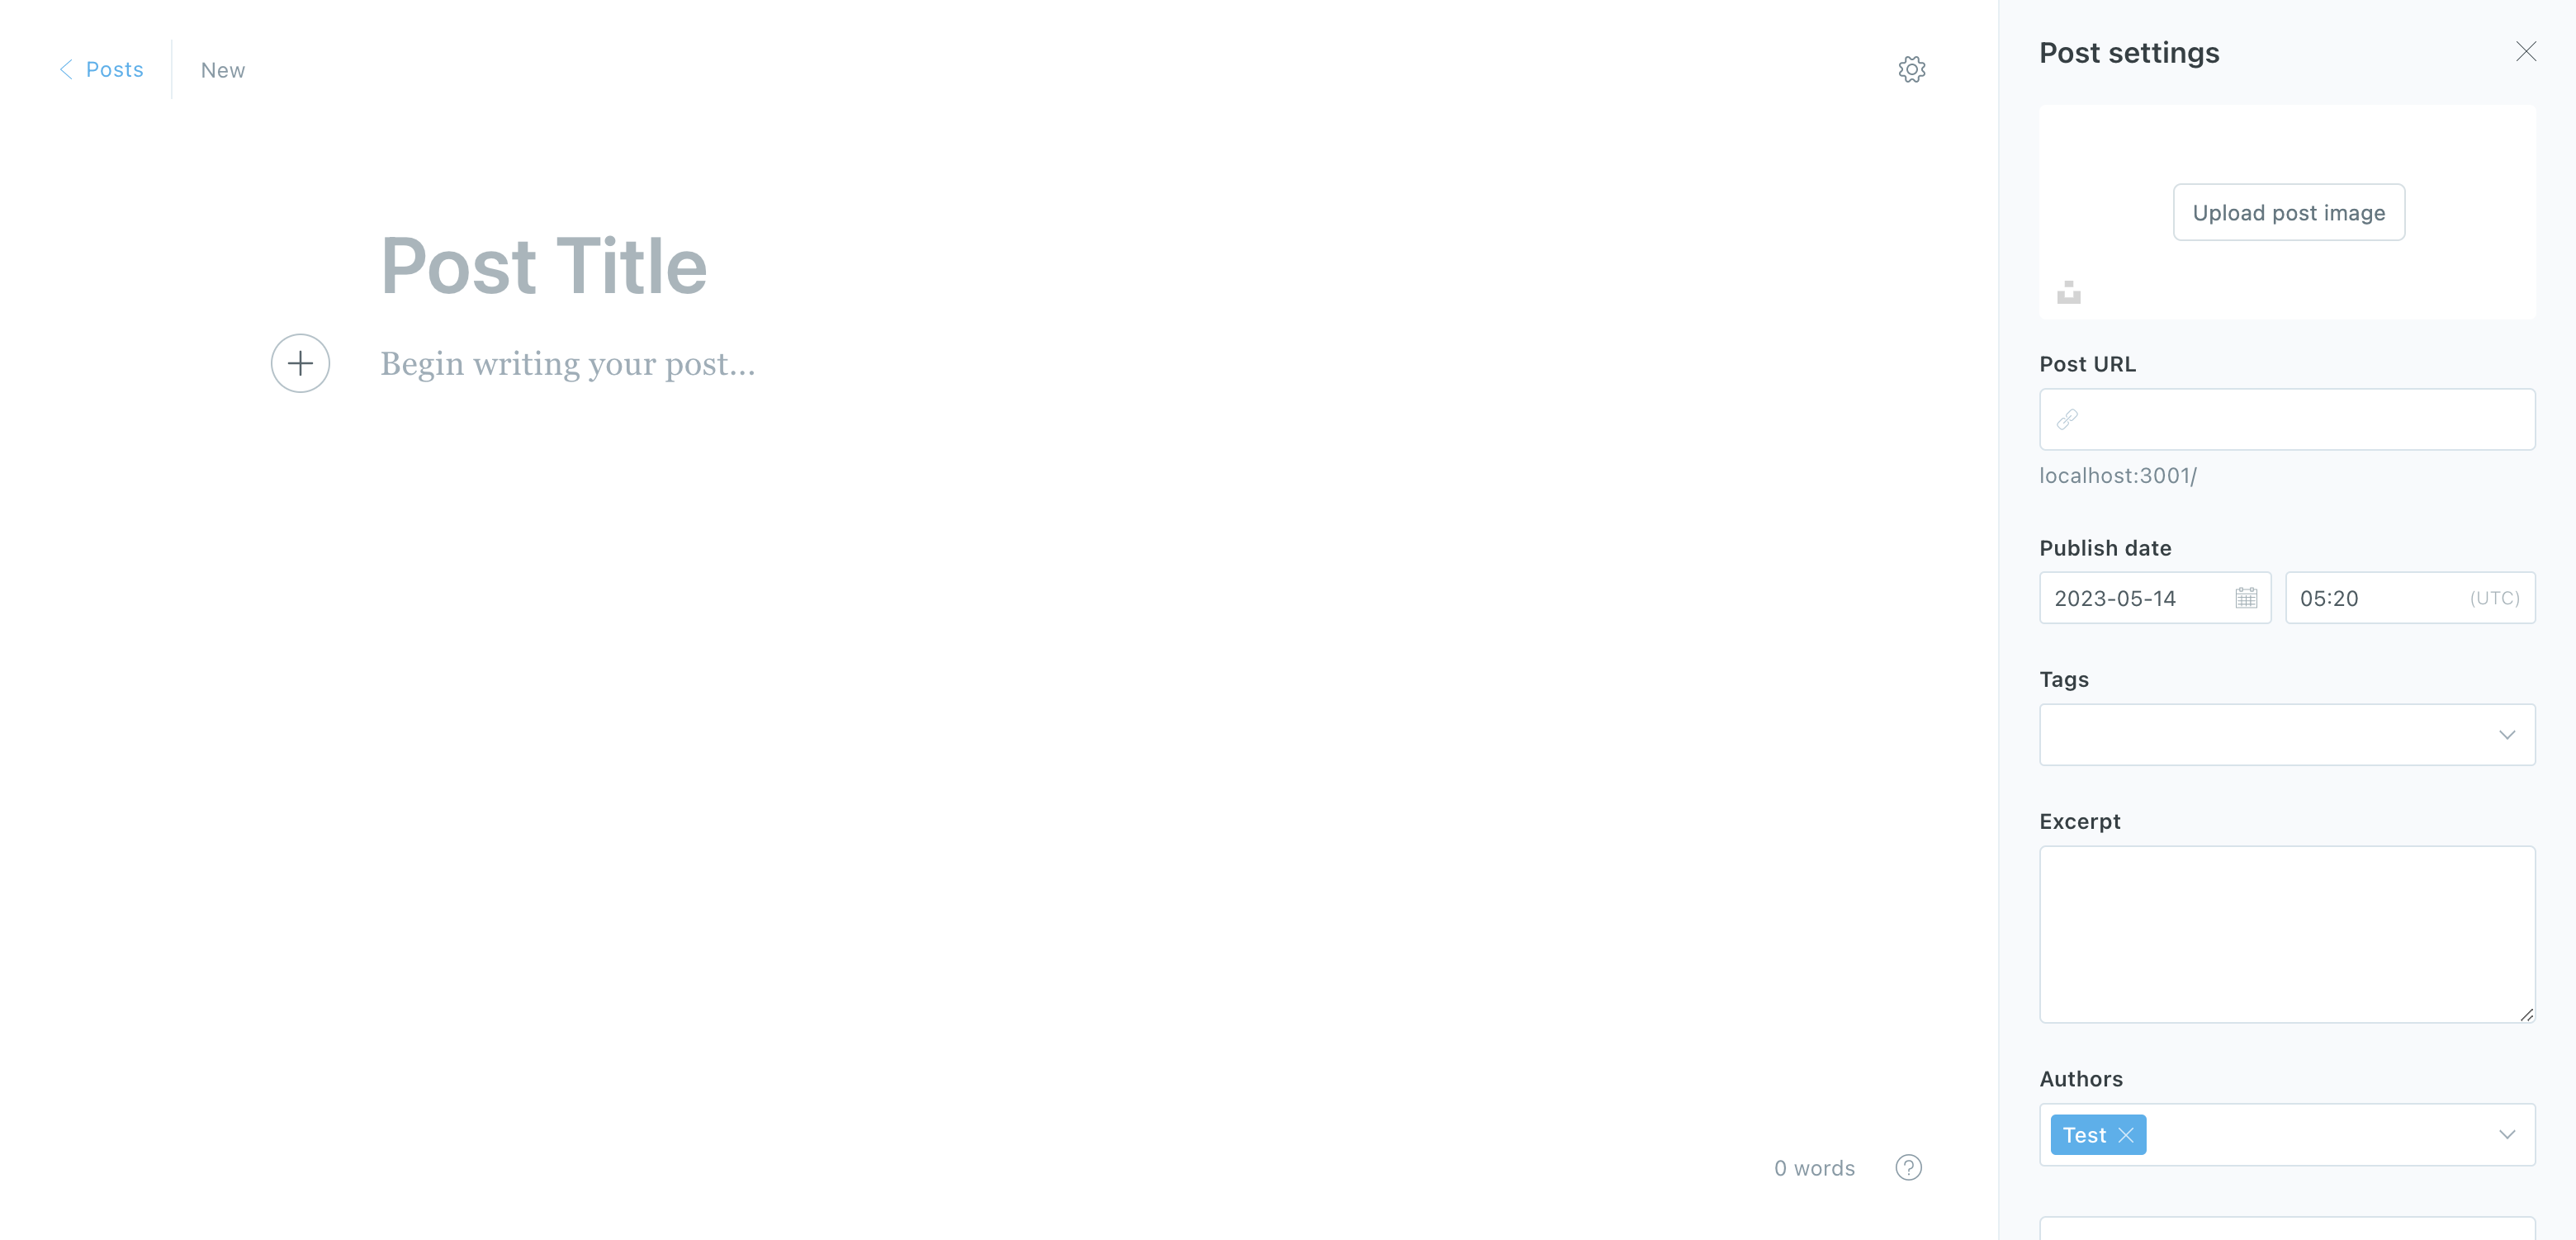 Posts
New
Post Title
Begin writing your post...
0 words
Post settings
Upload post image
Post URL
localhost:3001/
Publish date
2023-05-14
05:20 (UTC)
Tags
Excerpt
Authors
Test